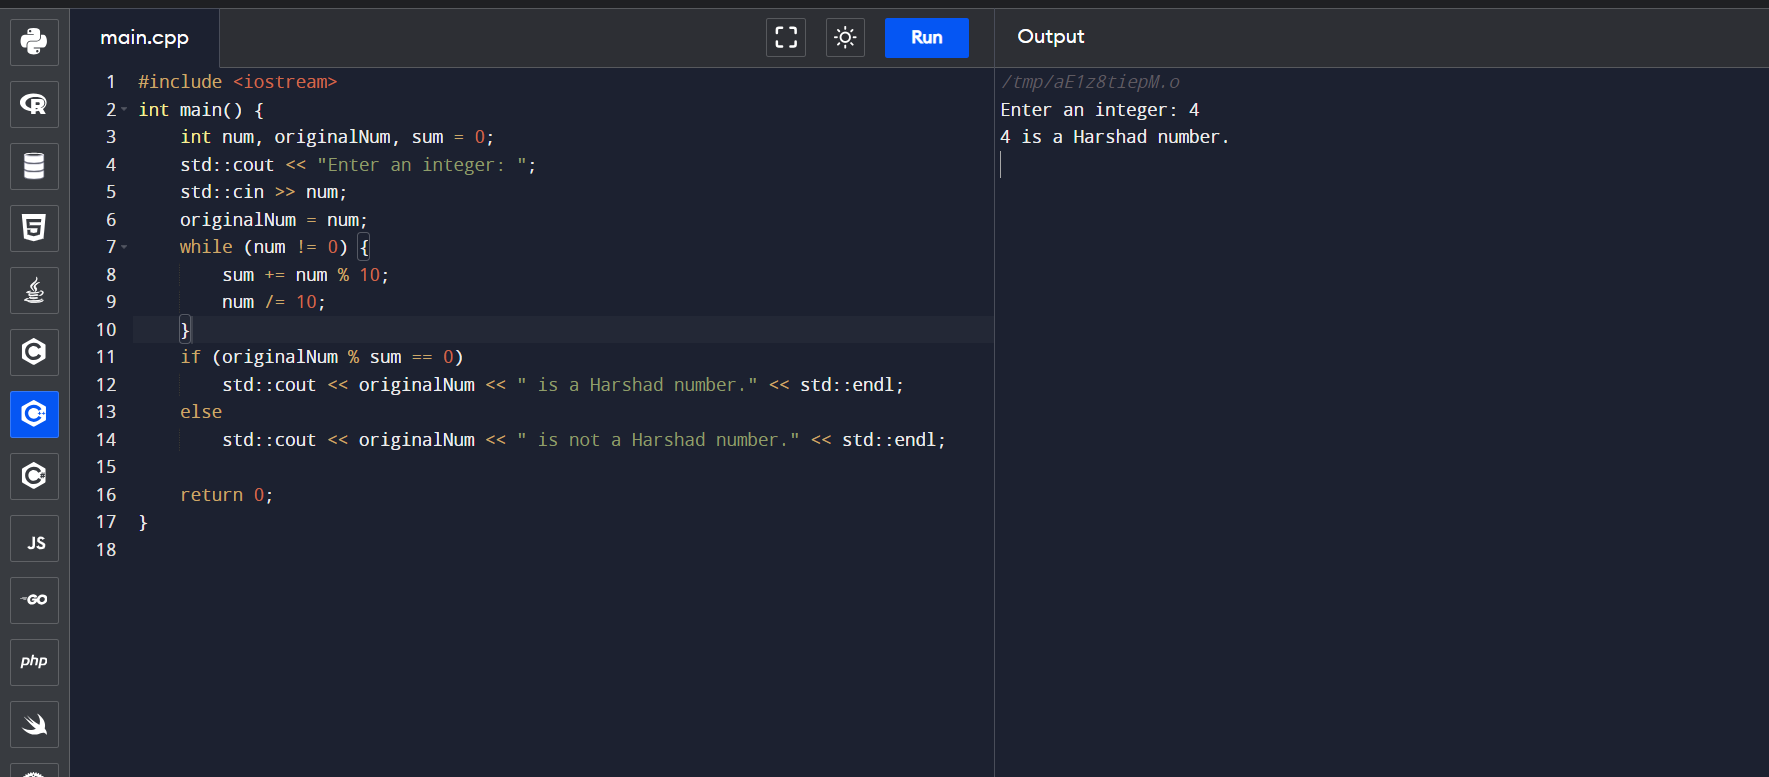 main.cpp
Run
Output
1 #include <iostream>
2 int main() {
3     int num, originalNum, sum = 0;
4     std::cout << "Enter an integer: ";
5     std::cin >> num;
6     originalNum = num;
7     while (num != 0) {
8         sum += num % 10;
9         num /= 10;
10     }
11     if (originalNum % sum == 0)
12         std::cout << originalNum << " is a Harshad number." << std::endl;
13     else
14         std::cout << originalNum << " is not a Harshad number." << std::endl;
15
16     return 0;
17 }
18
/tmp/aE1z8tiepM.o
Enter an integer: 4
4 is a Harshad number.
R
5
C
C++
C#
JS
GO
php